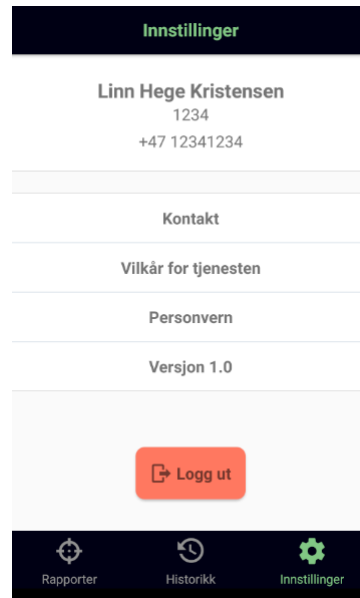 Innstillinger
Linn Hege Kristensen
1234
+47 12341234
Kontakt
Vilkår for tjenesten
Personvern
Versjon 1.0
Logg ut
Rapporter
Historikk
Innstillinger